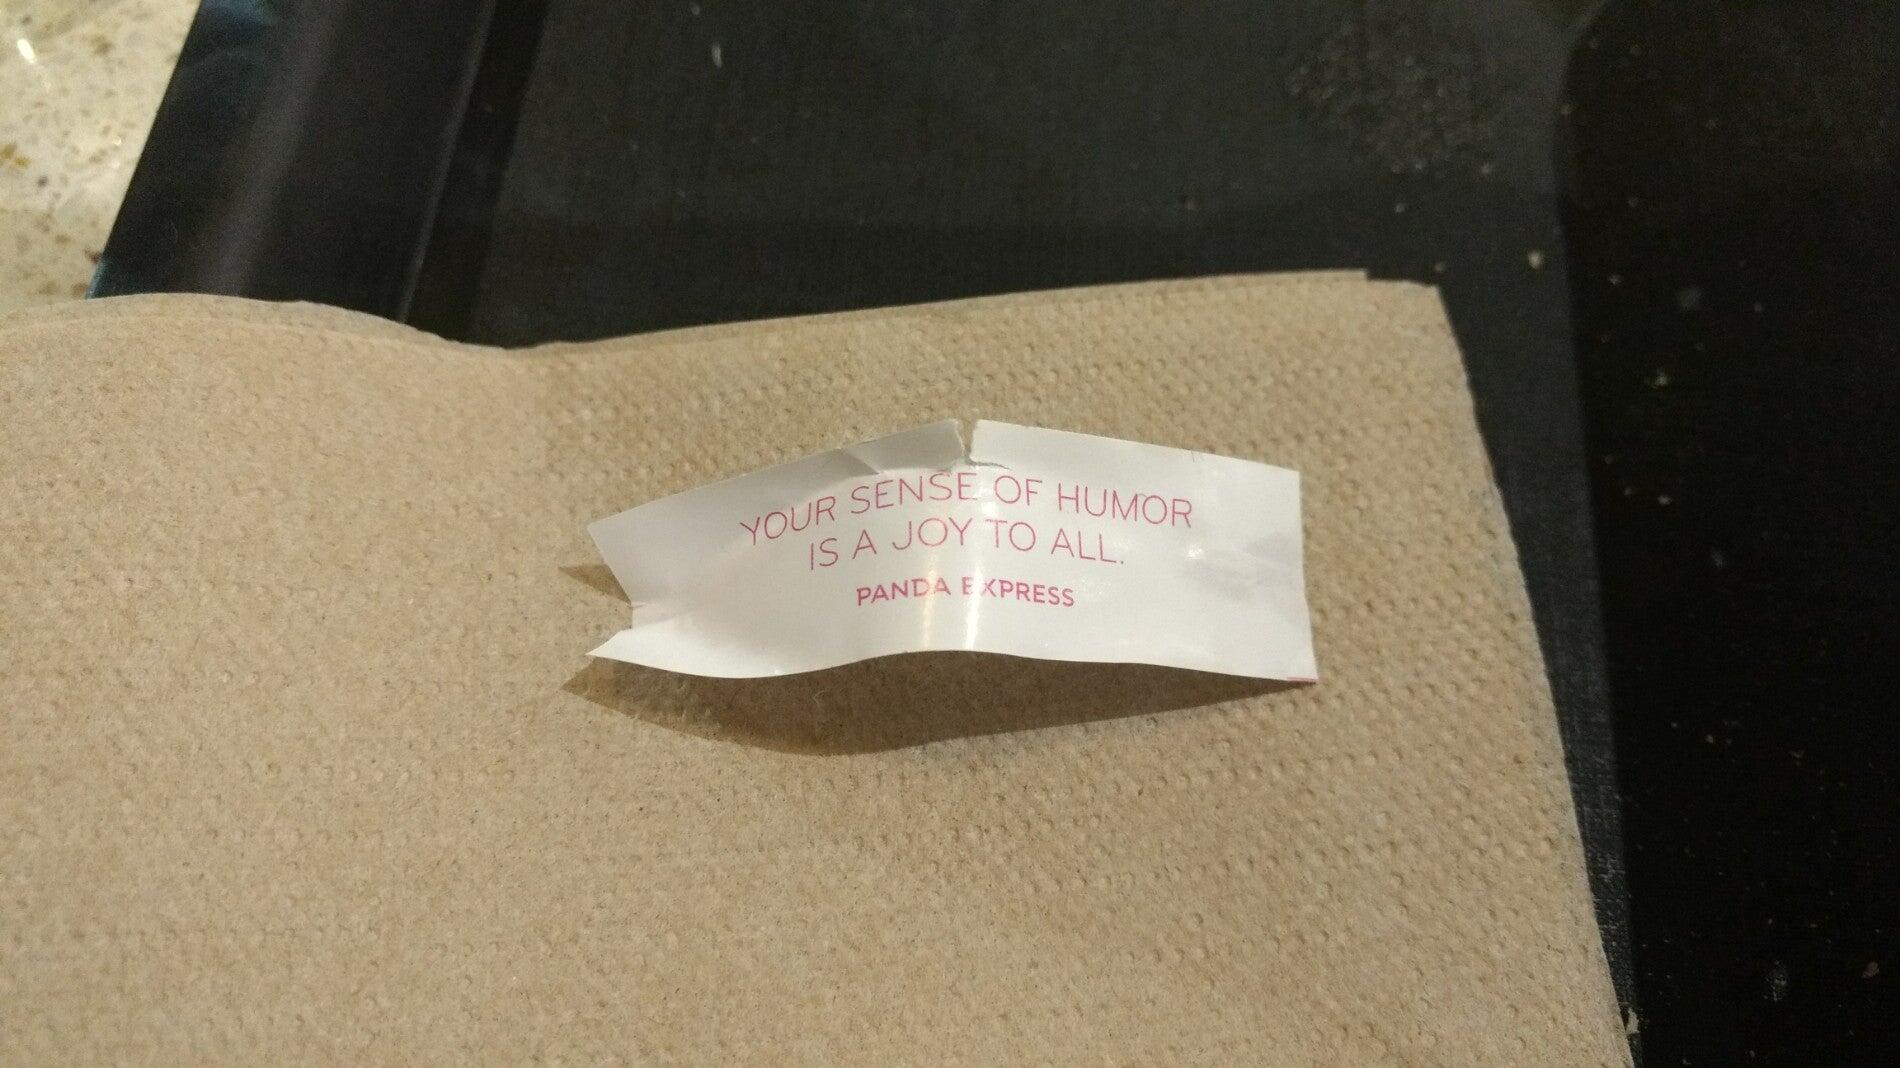 YOUR SENSE OF HUMOR
IS A JOY TO ALL.
PANDA EXPRESS